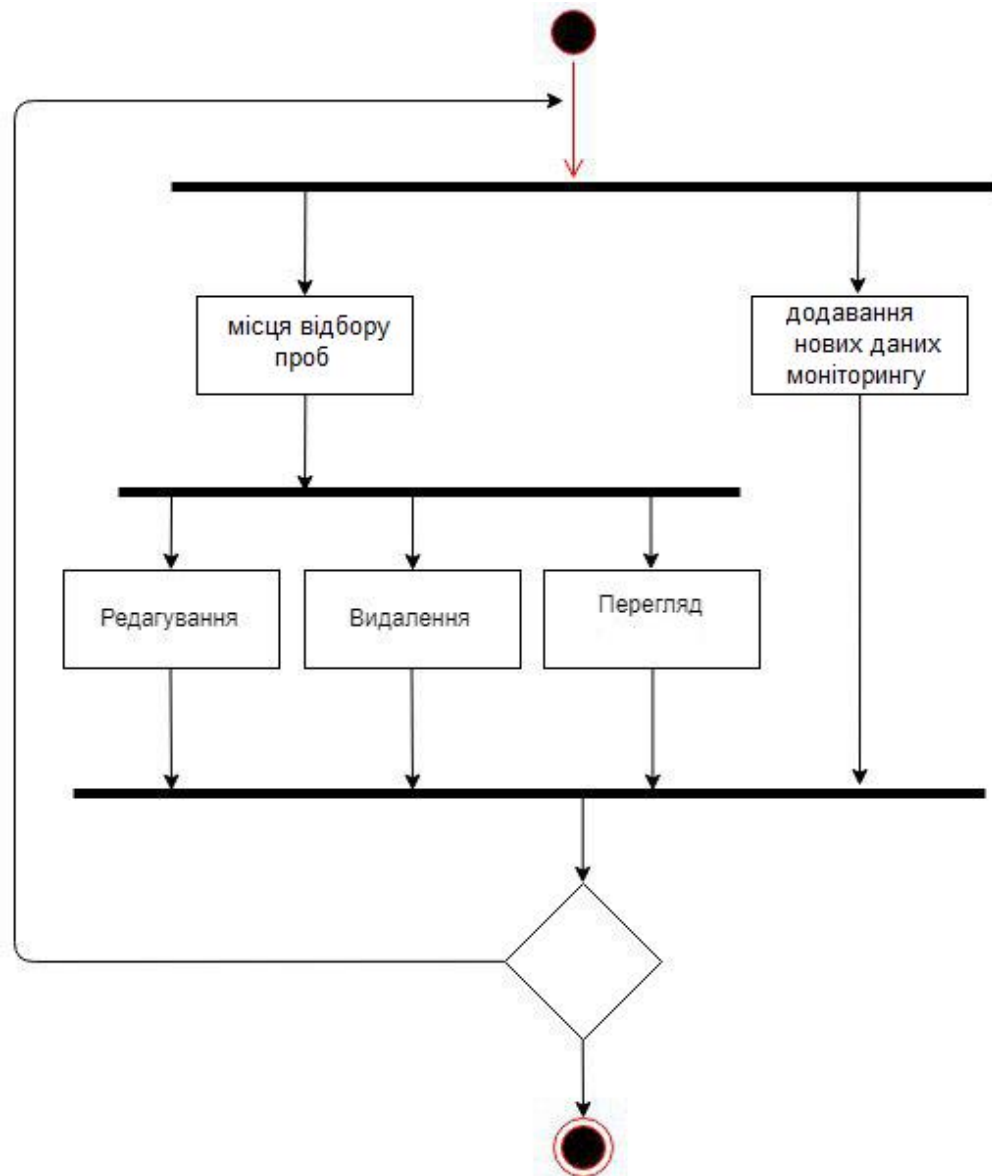 місця відбору
проб
додавання
нових даних
моніторингу
Редагування
Видалення
Перегляд